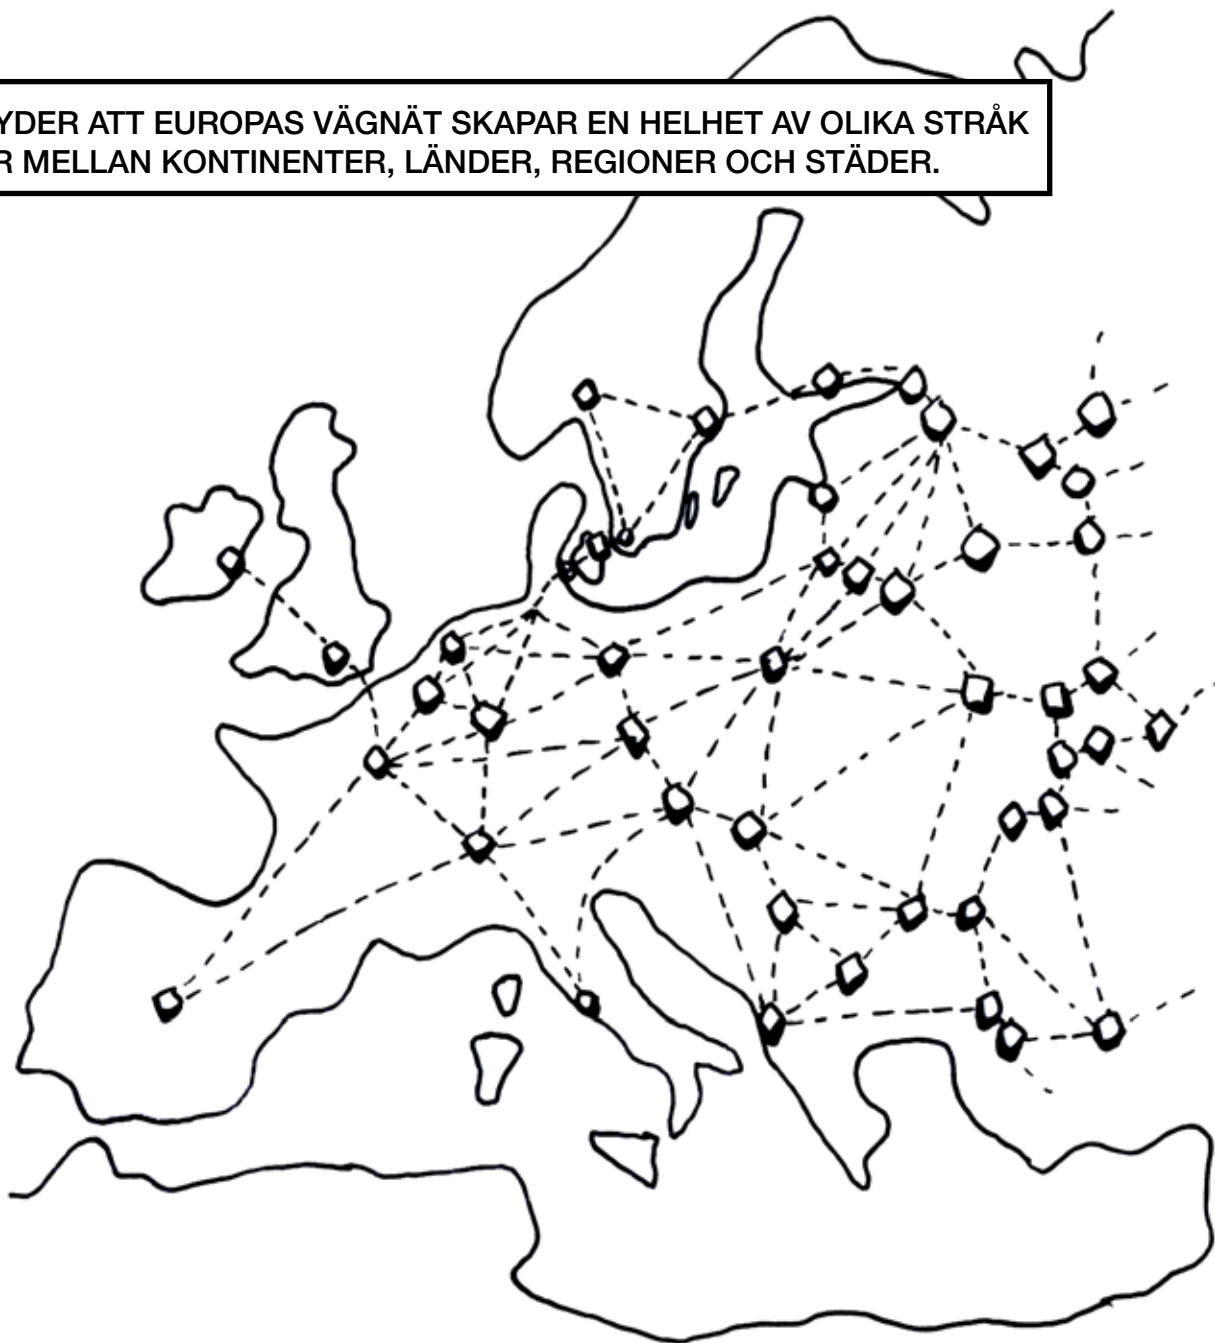 YDER ATT EUROPAS VÄGNÄT SKAPAR EN HELHET AV OLIKA STRÅK
R MELLAN KONTINENTER, LÄNDER, REGIONER OCH STÄDER.